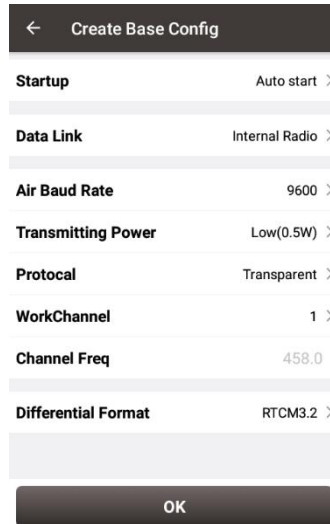 Create Base Config
Startup Auto start
Data Link Internal Radio
Air Baud Rate 9600
Transmitting Power Low(0.5W)
Protocal Transparent
WorkChannel 1
Channel Freq 458.0
Differential Format RTCM3.2
OK